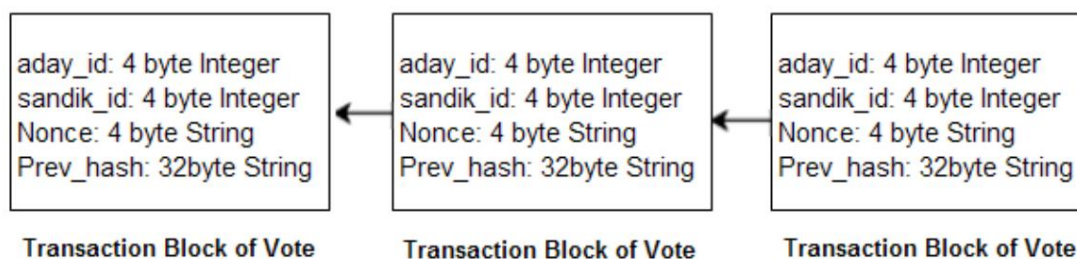 aday_id: 4 byte Integer
sandik_id: 4 byte Integer
Nonce: 4 byte String
Prev_hash: 32byte String
Transaction Block of Vote
aday_id: 4 byte Integer
sandik_id: 4 byte Integer
Nonce: 4 byte String
Prev_hash: 32byte String
Transaction Block of Vote
aday_id: 4 byte Integer
sandik_id: 4 byte Integer
Nonce: 4 byte String
Prev_hash: 32byte String
Transaction Block of Vote